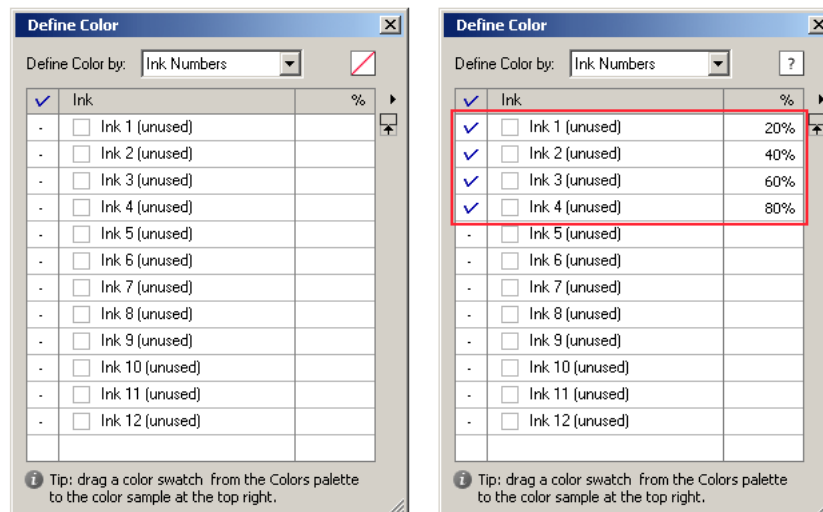 Define Color
Define Color by: Ink Numbers
Ink %
- Ink 1 (unused)
- Ink 2 (unused)
- Ink 3 (unused)
- Ink 4 (unused)
- Ink 5 (unused)
- Ink 6 (unused)
- Ink 7 (unused)
- Ink 8 (unused)
- Ink 9 (unused)
- Ink 10 (unused)
- Ink 11 (unused)
- Ink 12 (unused)
i Tip: drag a color swatch from the Colors palette
to the color sample at the top right.
Define Color
Define Color by: Ink Numbers ?
Ink %
Ink 1 (unused) 20%
Ink 2 (unused) 40%
Ink 3 (unused) 60%
Ink 4 (unused) 80%
- Ink 5 (unused)
- Ink 6 (unused)
- Ink 7 (unused)
- Ink 8 (unused)
- Ink 9 (unused)
- Ink 10 (unused)
- Ink 11 (unused)
- Ink 12 (unused)
i Tip: drag a color swatch from the Colors palette
to the color sample at the top right.